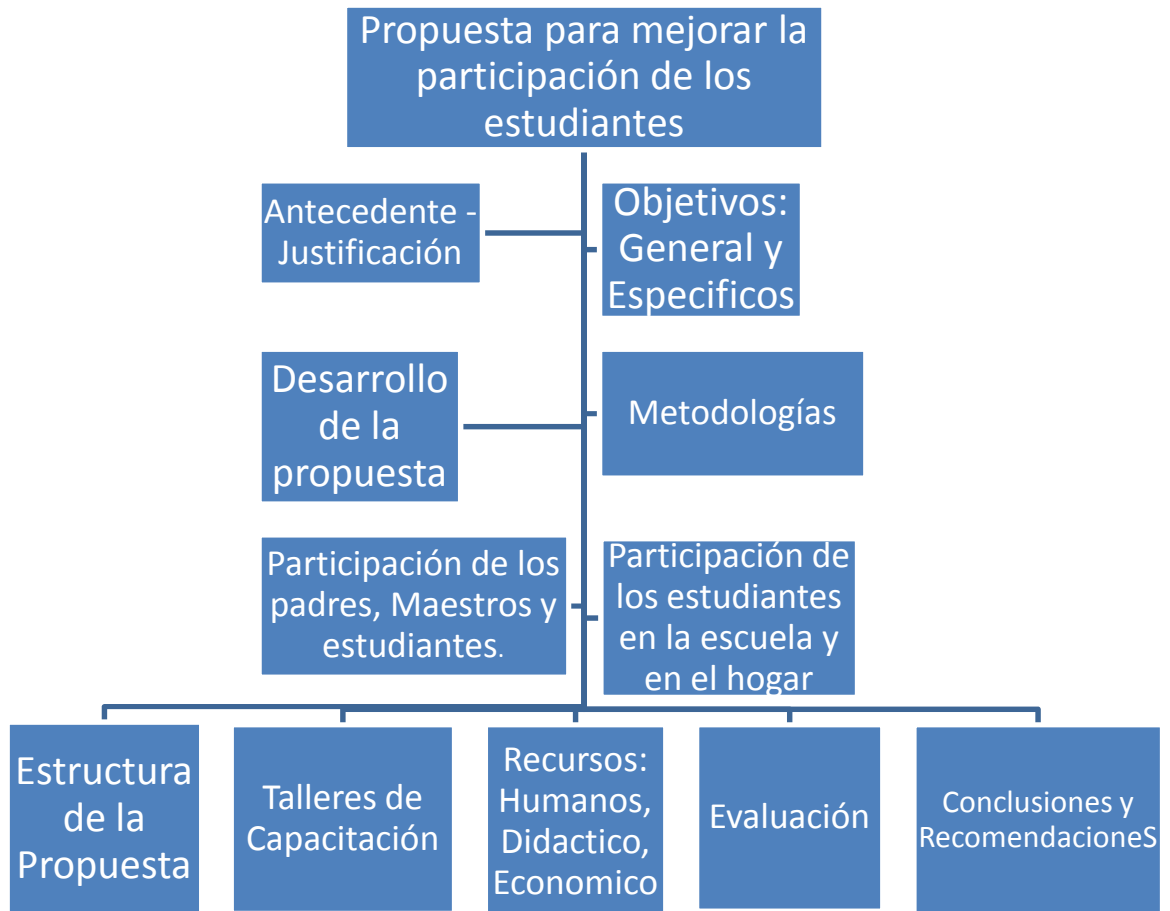 Propuesta para mejorar la
participación de los
estudiantes
Antecedente -
Justificación
Objetivos:
General y
Especificos
Desarrollo
de la
propuesta
Metodologías
Participación de los
padres, Maestros y
estudiantes.
Participación de
los estudiantes
en la escuela y
en el hogar
Estructura
de la
Propuesta
Talleres de
Capacitación
Recursos:
Humanos,
Didactico,
Economico
Evaluación
Conclusiones y
RecomendacioneS